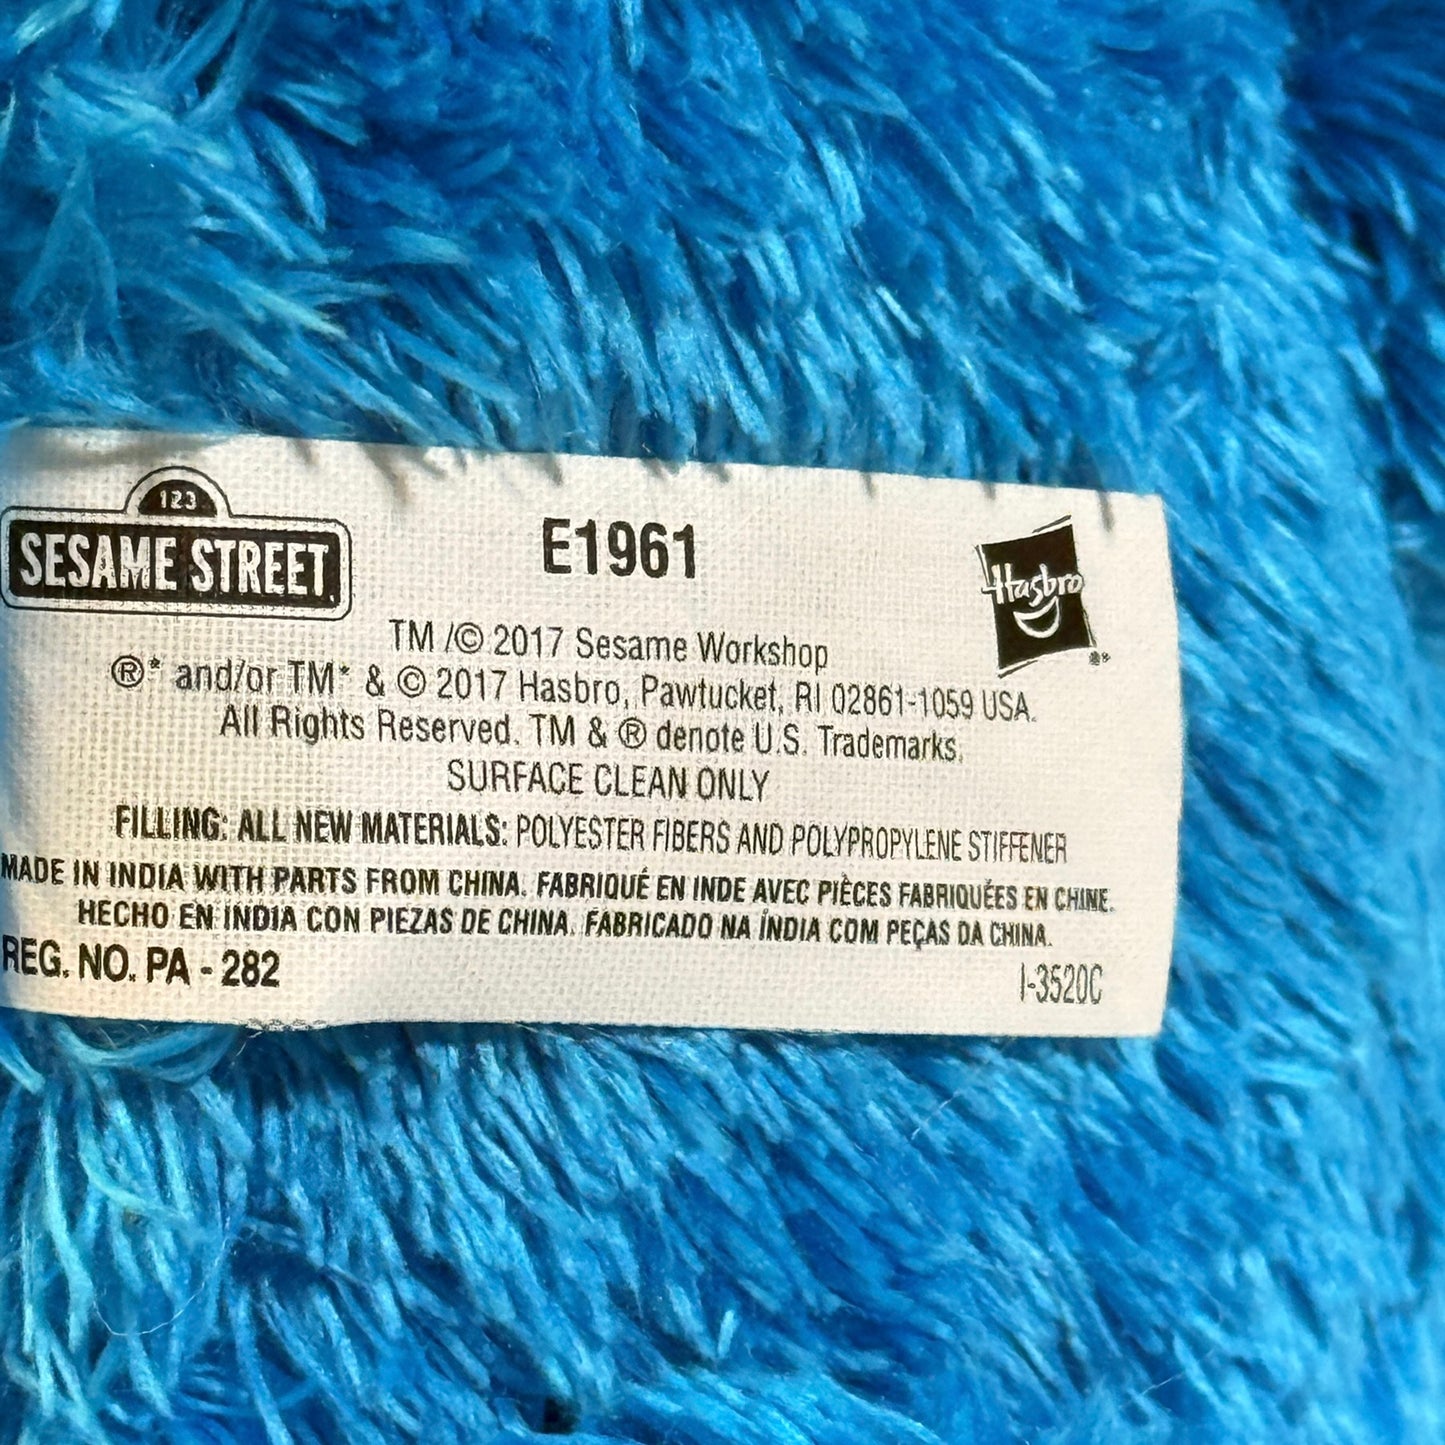 123
SESAME STREET
E1961
Hasbro
®*
TM /© 2017 Sesame Workshop
®* and/or TM* & © 2017 Hasbro, Pawtucket, RI 02861-1059 USA.
All Rights Reserved. TM & ® denote U.S. Trademarks.
SURFACE CLEAN ONLY
FILLING: ALL NEW MATERIALS: POLYESTER FIBERS AND POLYPROPYLENE STIFFENER
MADE IN INDIA WITH PARTS FROM CHINA. FABRIQUÉ EN INDE AVEC PIÈCES FABRIQUÉES EN CHINE.
HECHO EN INDIA CON PIEZAS DE CHINA. FABRICADO NA ÍNDIA COM PEÇAS DA CHINA.
REG. NO. PA - 282
I-3520C